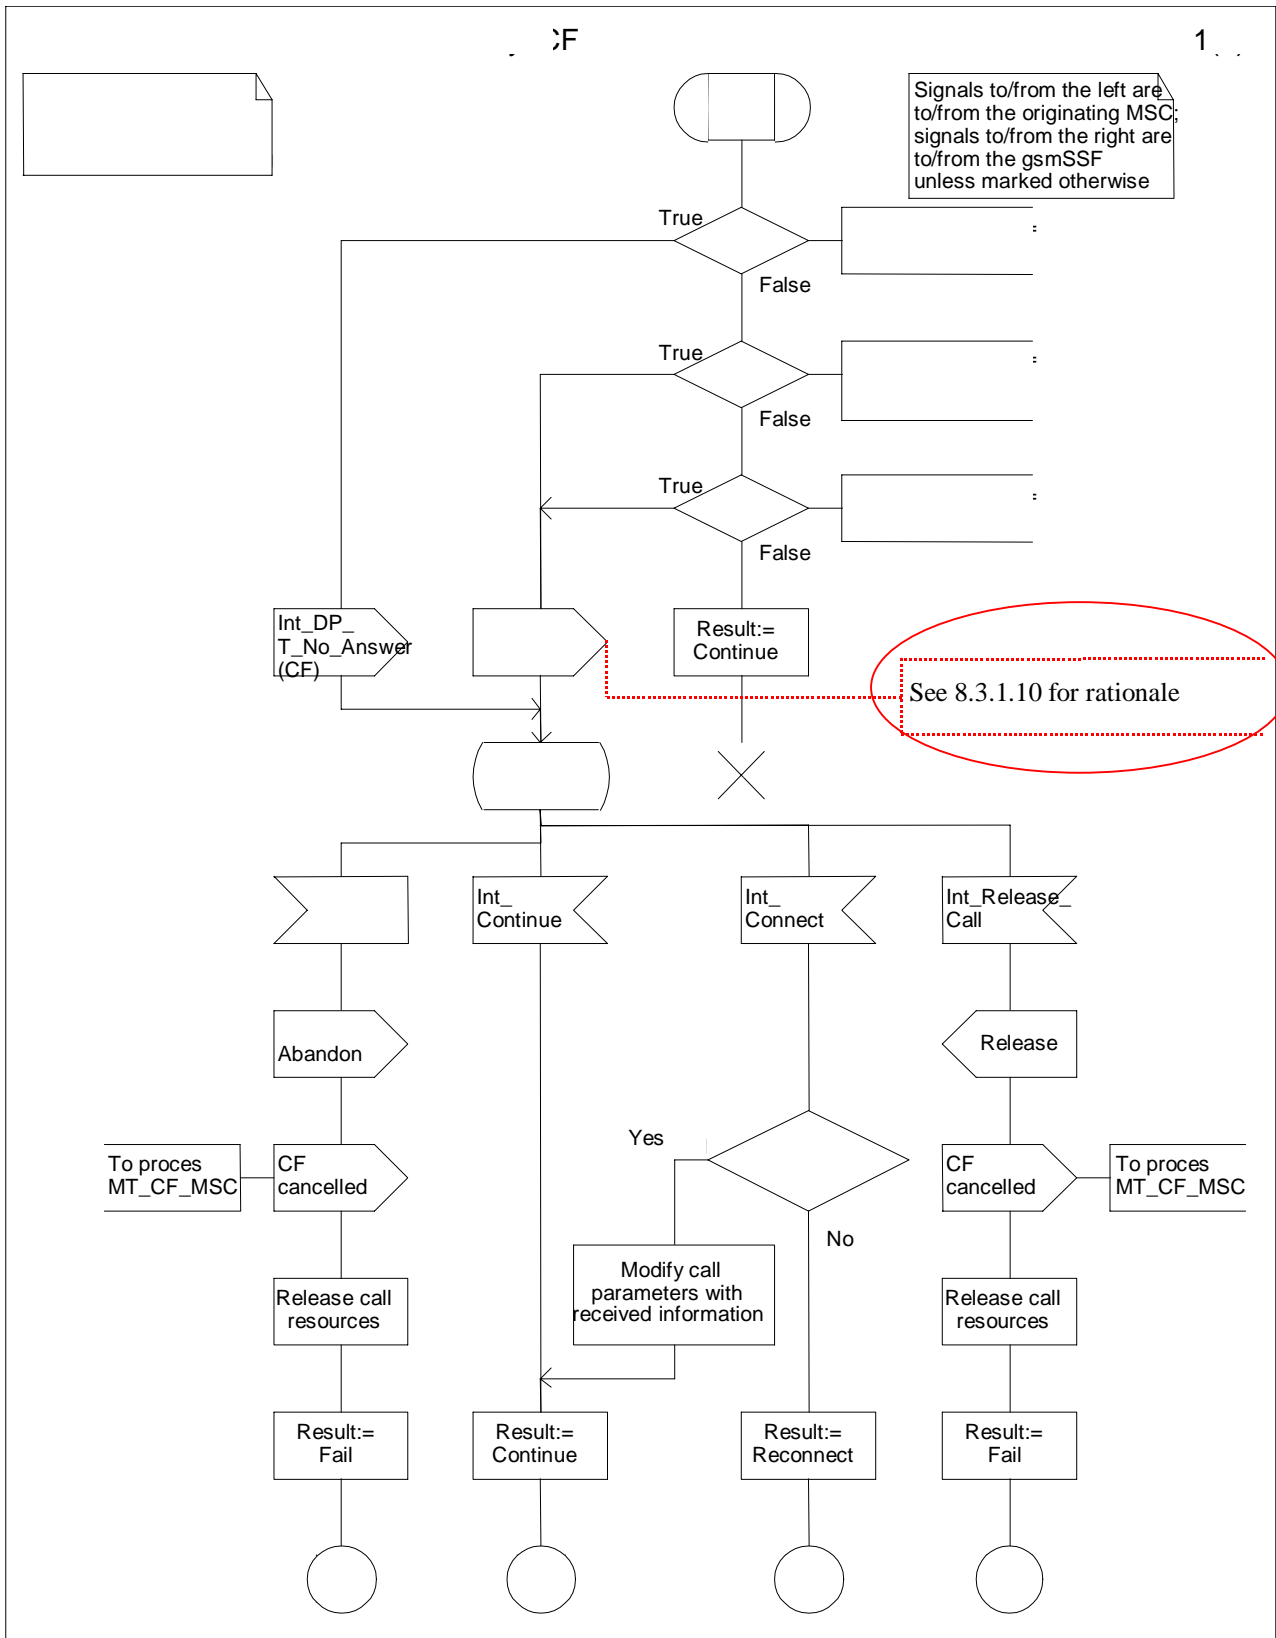 CF
1
Signals to/from the left are
to/from the originating MSC;
signals to/from the right are
to/from the gsmSSF
unless marked otherwise
True
=
False
True
=
False
True
=
False
Int_DP_
T_No_Answer
(CF)
Result:=
Continue
See 8.3.1.10 for rationale
Int_
Continue
Int_
Connect
Int_Release_
Call
Abandon
Release
Yes
To proces
MT_CF_MSC
CF
cancelled
CF
cancelled
To proces
MT_CF_MSC
No
Modify call
parameters with
received information
Release call
resources
Release call
resources
Result:=
Fail
Result:=
Continue
Result:=
Reconnect
Result:=
Fail